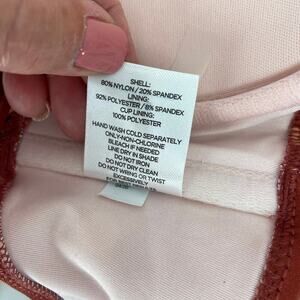 SHELL:
80% NYLON / 20% SPANDEX
LINING:
92% POLYESTER / 8% SPANDEX
CUP LINING:
100% POLYESTER
HAND WASH COLD SEPARATELY
ONLY-NON-CHLORINE
BLEACH IF NEEDED
LINE DRY IN SHADE
DO NOT IRON
DO NOT DRYCLEAN
DO NOT WRING OR TWIST
EXCESSIVELY